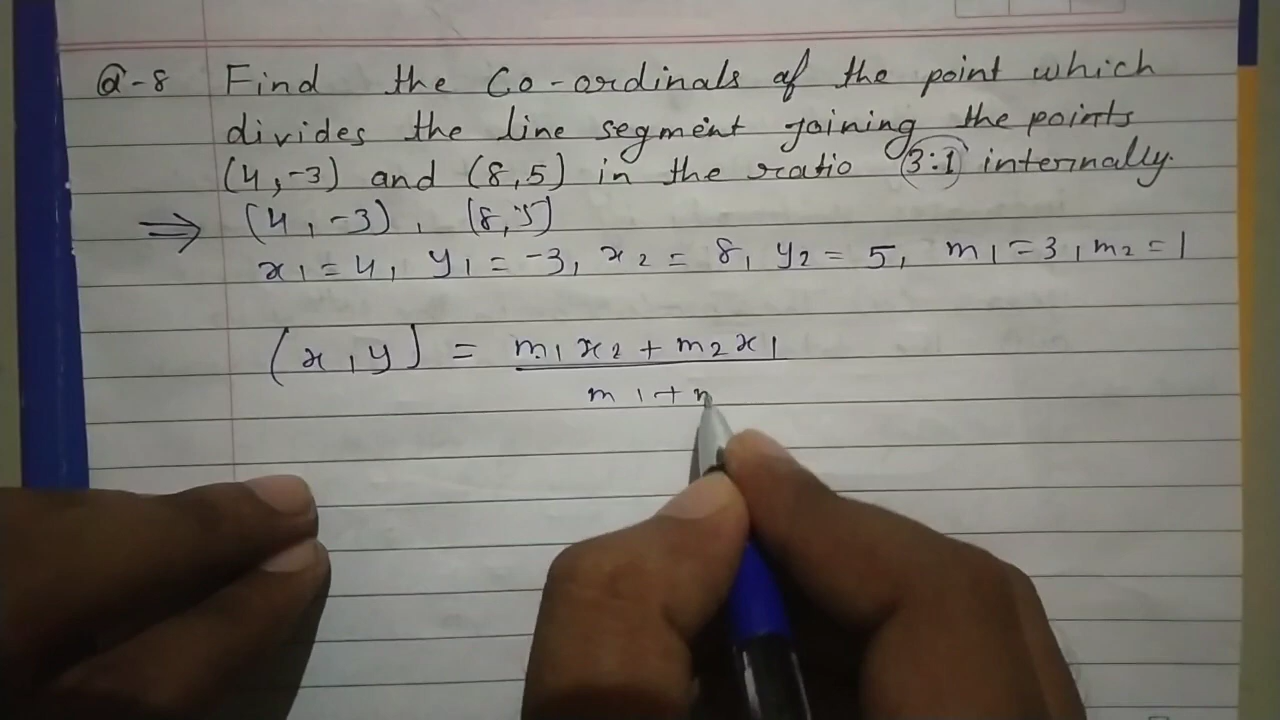 Q-8 Find the Co-ordinals of the point which
divides the line segment joining the points
(4,-3) and (8,5) in the ratio (3:1) internally.
⇒ (4,-3), (8,5)
x1=4, y1=-3, x2=8, y2=5, m1=3, m2=1
(x,y) = m1x2+m2x1
m1+m